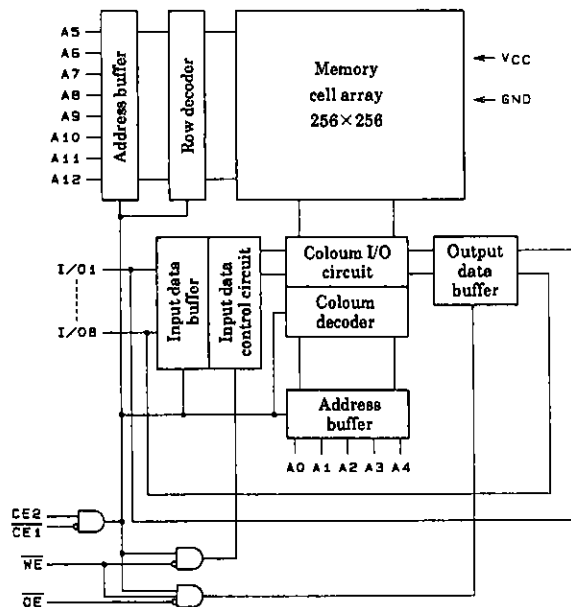 A5
A6
A7
A8
A9
A10
A11
A12
Address buffer
Row decoder
Memory
cell array
256×256
VCC
GND
I/O1
I/O8
Input data
buffer
Input data
control circuit
Coloum I/O
circuit
Coloum
decoder
Output
data
buffer
Address
buffer
A0 A1 A2 A3 A4
CE2
CE1
WE
OE